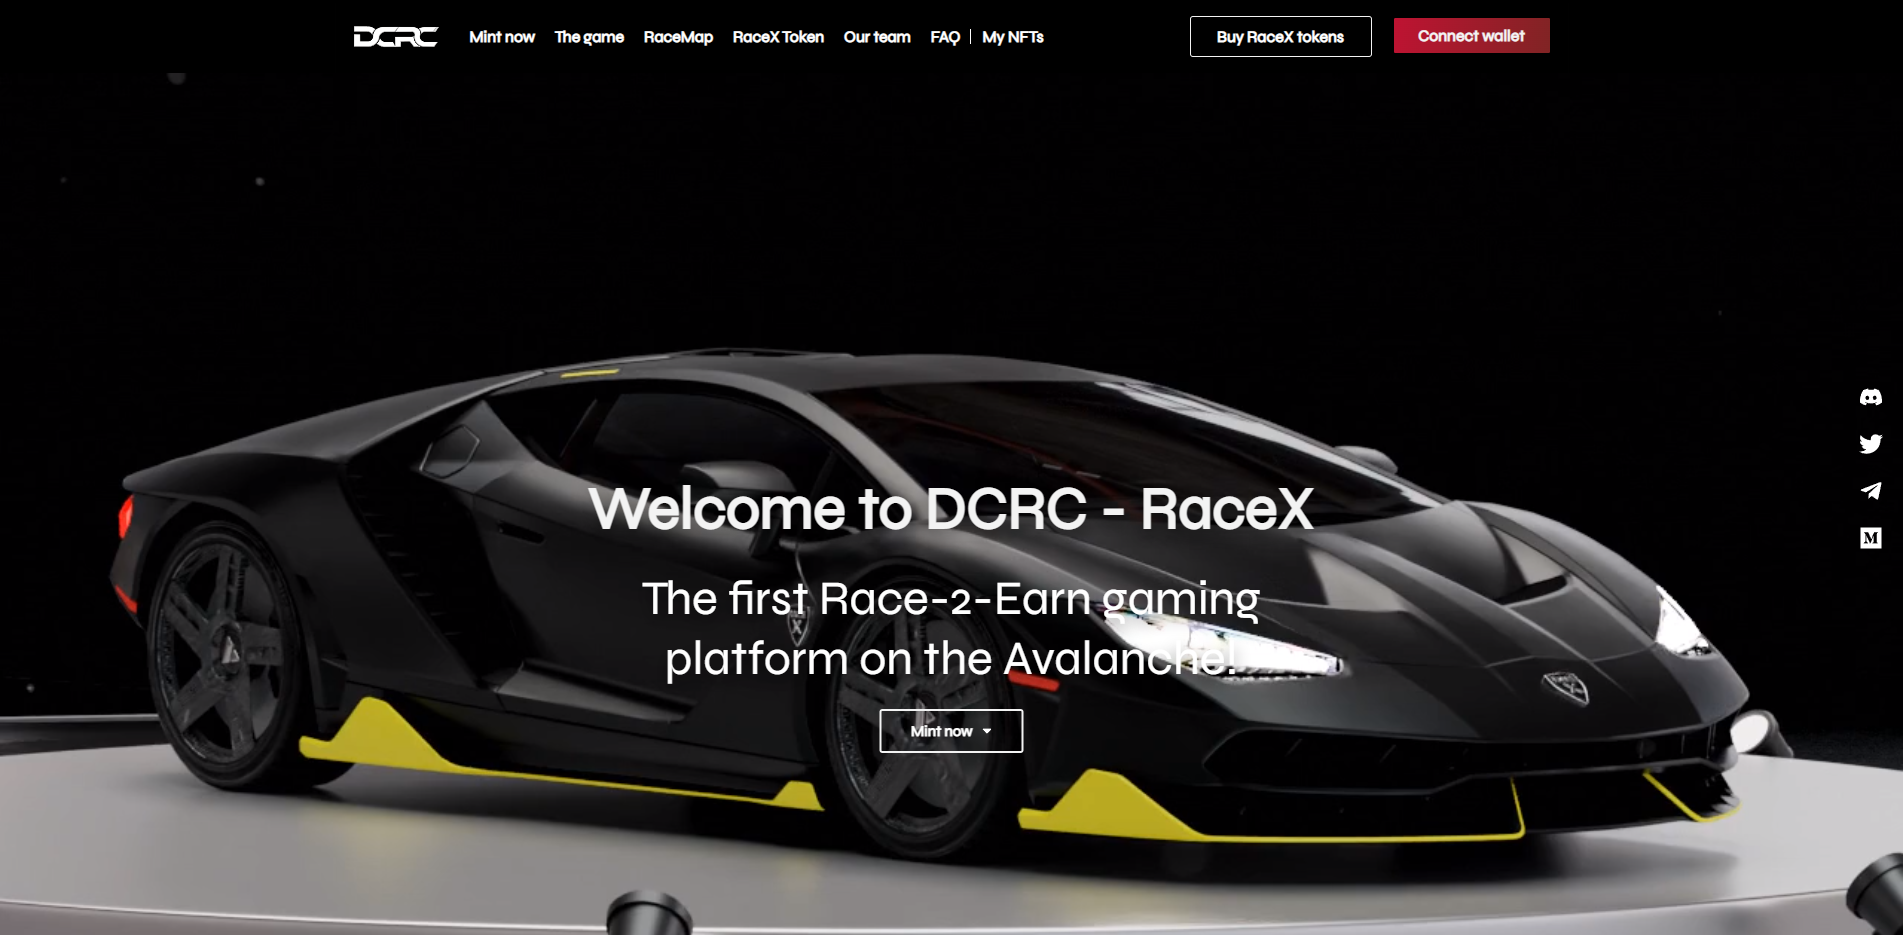 DCRC Mint now The game RaceMap RaceX Token Our team FAQ My NFTs Buy RaceX tokens Connect wallet
Welcome to DCRC - RaceX
The first Race-2-Earn gaming
platform on the Avalanche!
Mint now